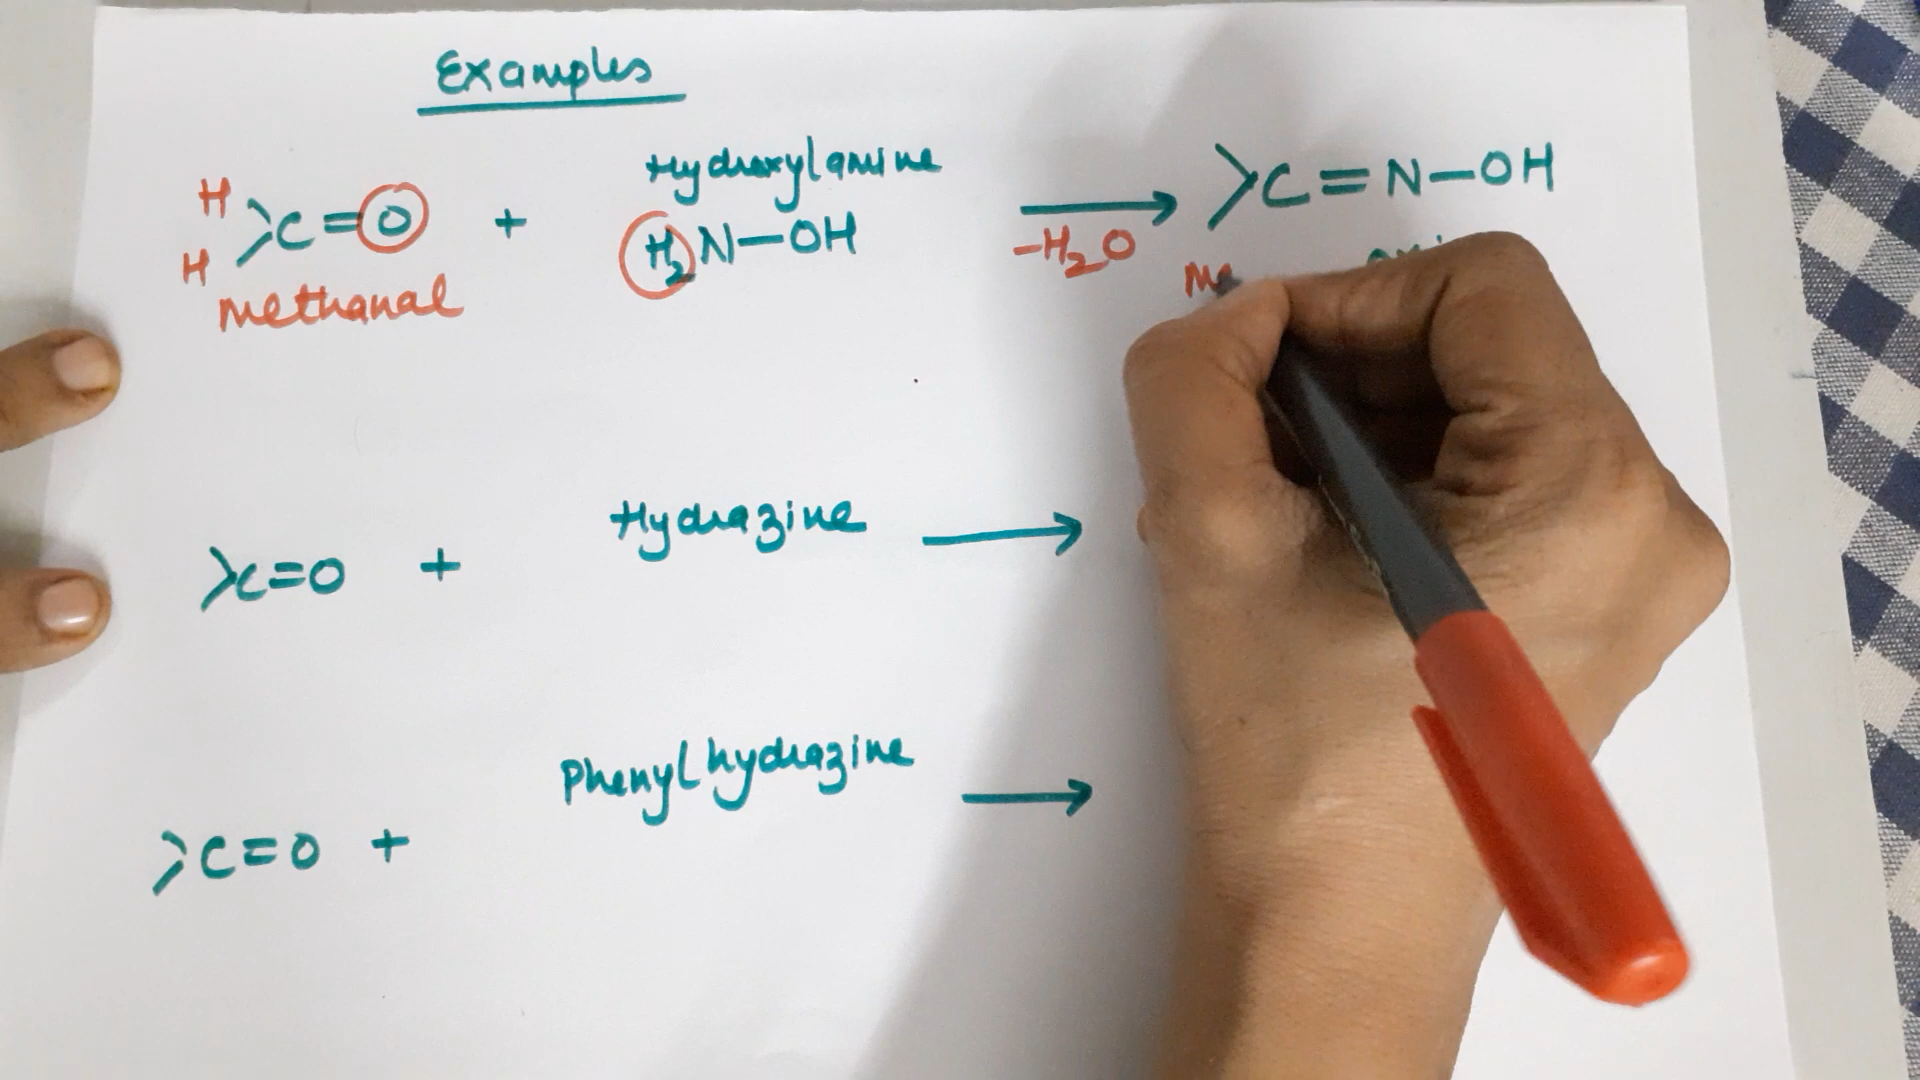 Examples
H
Hydroxylamine
>C=O + H₂N—OH → >C=N—OH
H
-H₂O
methanal
>C=O + Hydrazine →
>C=O + Phenylhydrazine →